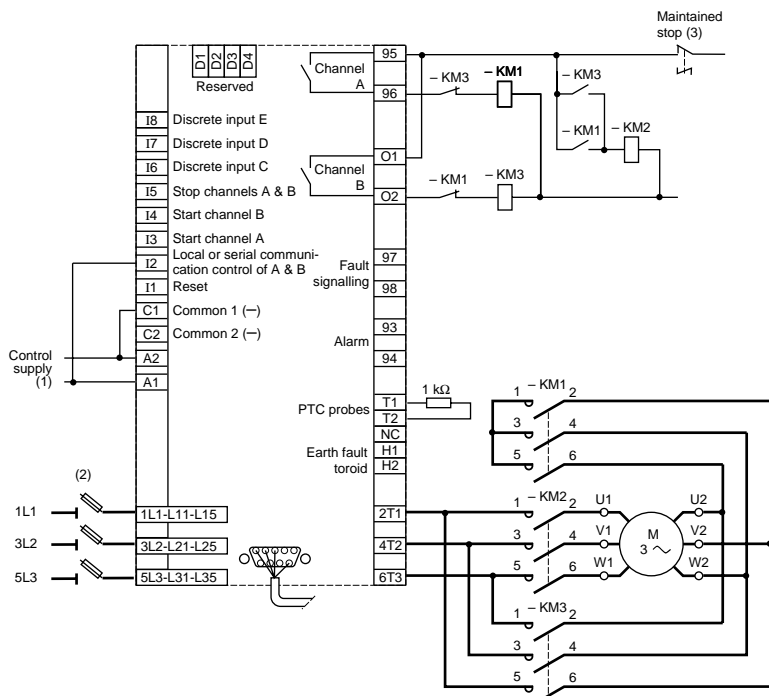 Maintained
stop (3)
D1
D2
D3
D4
Reserved
Channel
A
95
96
– KM3
– KM1
– KM3
– KM1
– KM2
I8 Discrete input E
I7 Discrete input D
I6 Discrete input C
I5 Stop channels A & B
I4 Start channel B
I3 Start channel A
I2 Local or serial communi-
cation control of A & B
I1 Reset
C1 Common 1 (–)
C2 Common 2 (–)
A2
A1
Channel
B
O1
O2
– KM1
– KM3
Fault
signalling
97
98
Alarm
93
94
Control
supply
(1)
PTC probes
T1
T2
1 kΩ
NC
Earth fault
toroid
H1
H2
– KM1
1 2
3 4
5 6
(2)
1L1
3L2
5L3
1L1-L11-L15
3L2-L21-L25
5L3-L31-L35
2T1
4T2
6T3
– KM2
1 2
3 4
5 6
U1
V1
W1
M
3
U2
V2
W2
– KM3
1 2
3 4
5 6